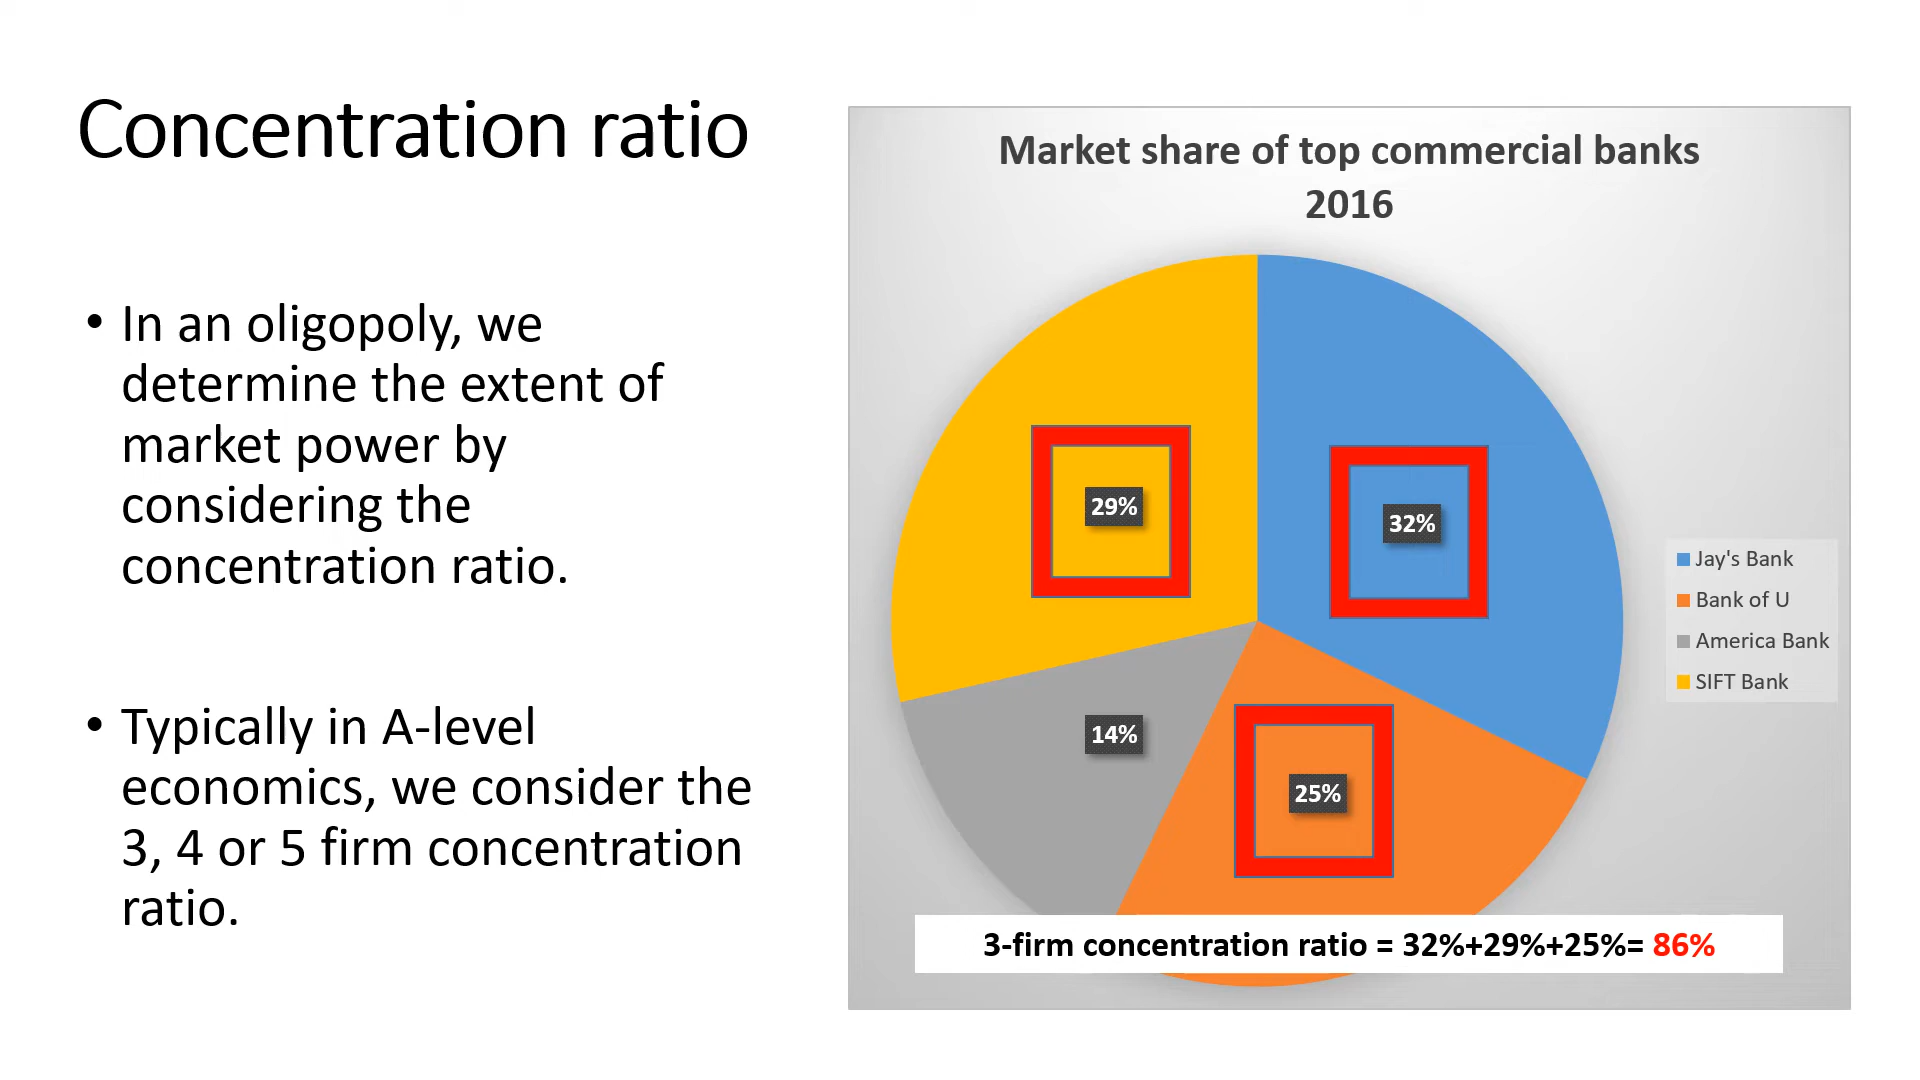 Concentration ratio
• In an oligopoly, we
determine the extent of
market power by
considering the
concentration ratio.
• Typically in A-level
economics, we consider the
3, 4 or 5 firm concentration
ratio.
Market share of top commercial banks
2016
29%
32%
14%
25%
Jay's Bank
Bank of U
America Bank
SIFT Bank
3-firm concentration ratio = 32%+29%+25%= 86%